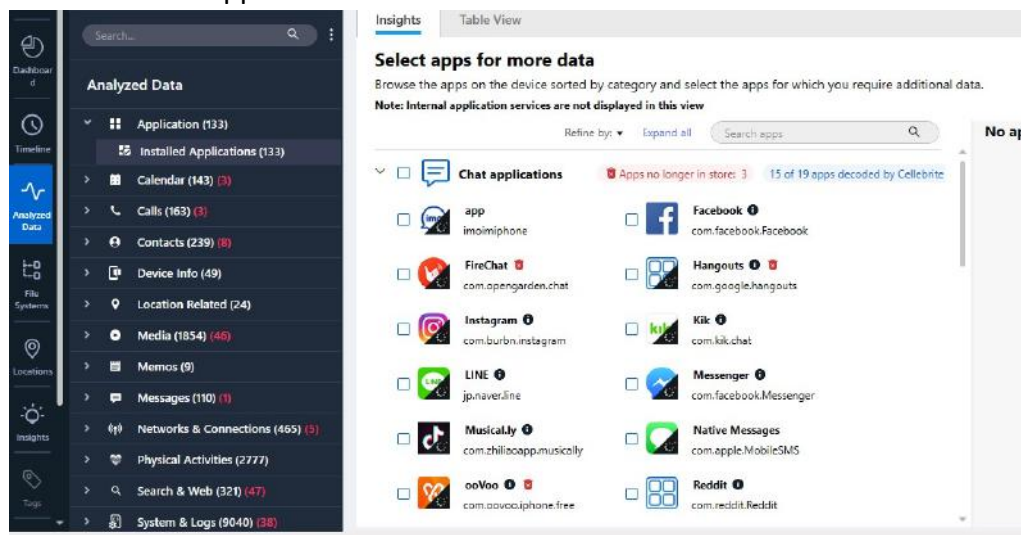 Dashboar
d
Timeline
Analyzed
Data
File
Systems
Locations
Insights
Tags
Search...
Analyzed Data
Application (133)
Installed Applications (133)
Calendar (143) (3)
Calls (163) (3)
Contacts (239) (8)
Device Info (49)
Location Related (24)
Media (1854) (46)
Memos (9)
Messages (110) (1)
Networks & Connections (465) (5)
Physical Activities (2777)
Search & Web (321) (47)
System & Logs (9040) (38)
Insights Table View
Select apps for more data
Browse the apps on the device sorted by category and select the apps for which you require additional data.
Note: Internal application services are not displayed in this view
Refine by: Expand all Search apps
No ap
Chat applications Apps no longer in store: 3 15 of 19 apps decoded by Cellebrite
app
imoimiphone
Facebook
com.facebook.Facebook
FireChat
com.opengarden.chat
Hangouts
com.google.hangouts
Instagram
com.burbn.instagram
Kik
com.kik.chat
LINE
jp.naver.line
Messenger
com.facebook.Messenger
Musical.ly
com.zhiliaoapp.musically
Native Messages
com.apple.MobileSMS
ooVoo
com.oovoo.iphone.free
Reddit
com.reddit.Reddit